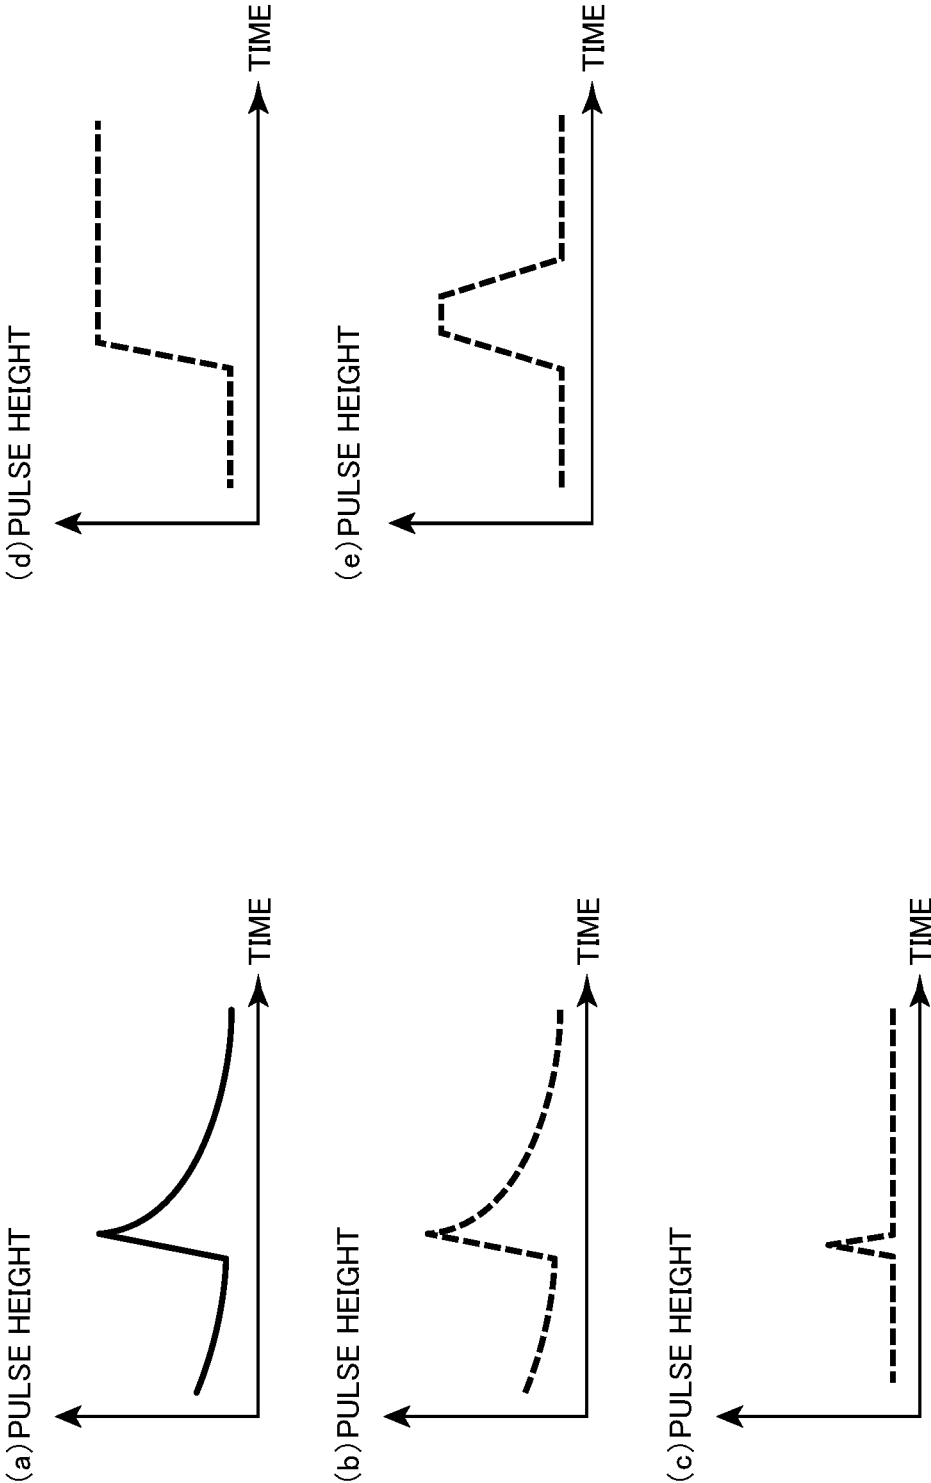 (a)PULSE HEIGHT
TIME
(b)PULSE HEIGHT
TIME
(c)PULSE HEIGHT
TIME
(d)PULSE HEIGHT
TIME
(e)PULSE HEIGHT
TIME